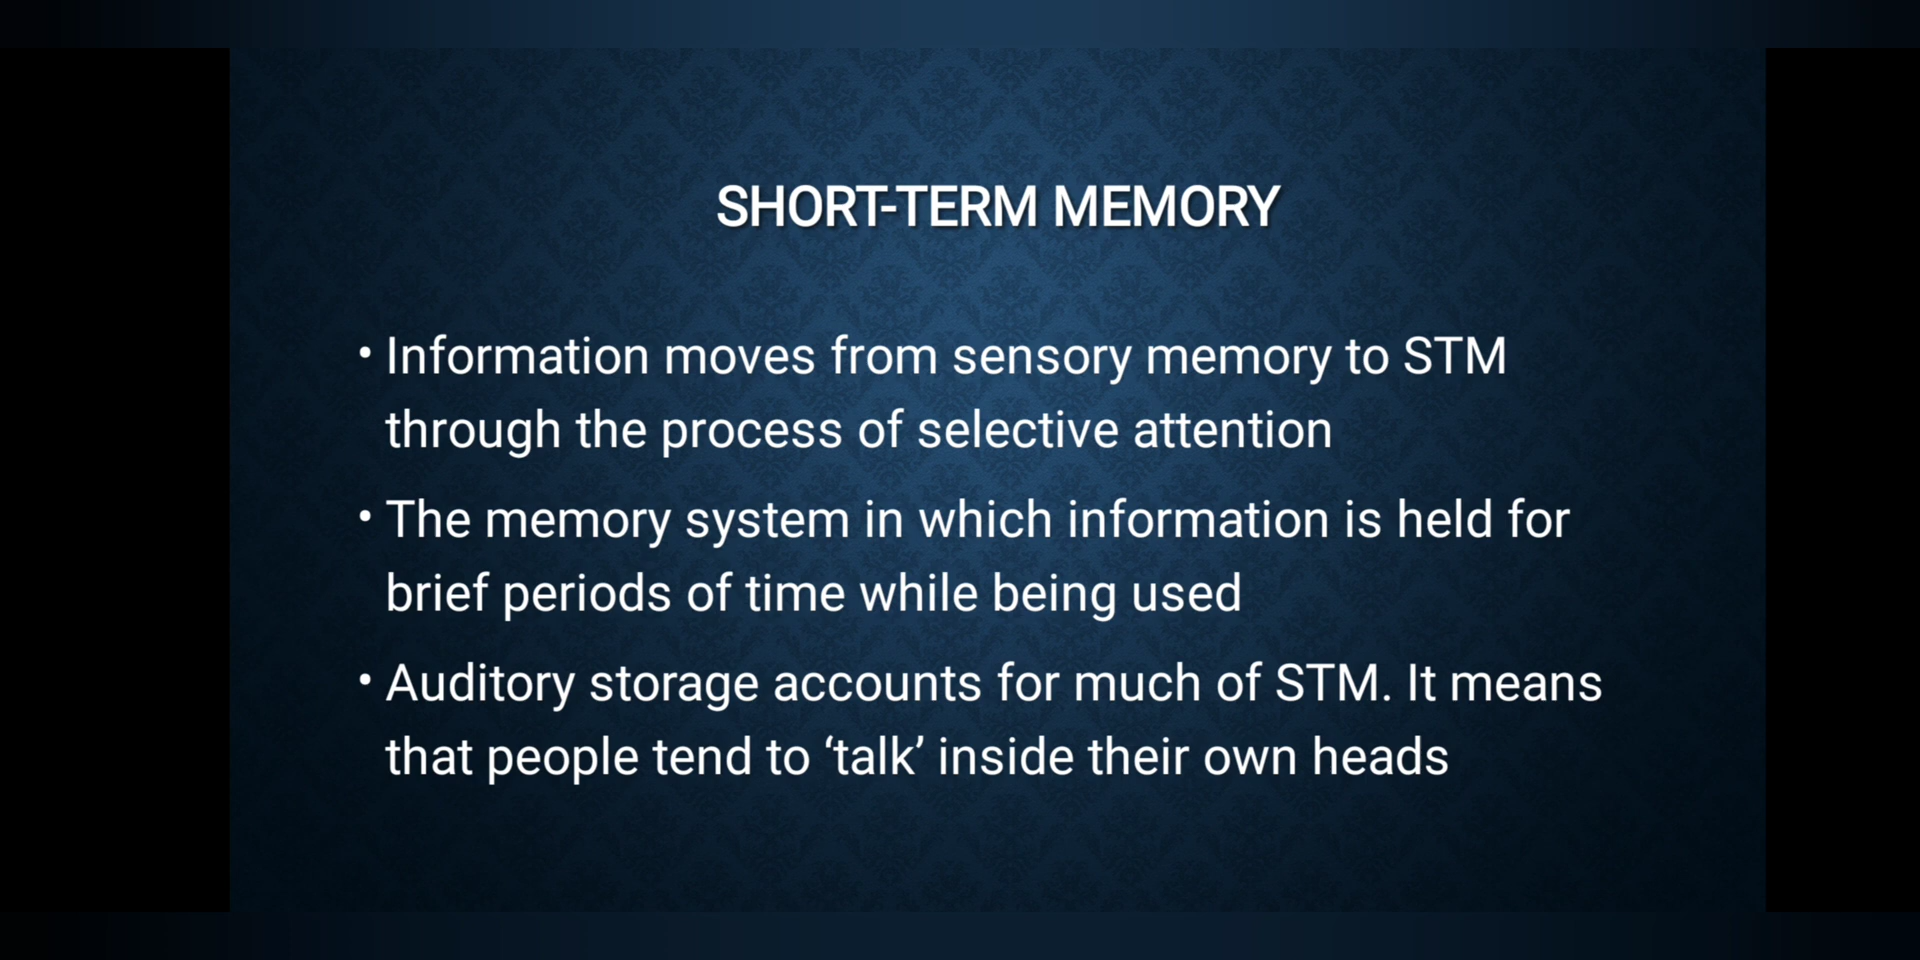 SHORT-TERM MEMORY
• Information moves from sensory memory to STM
through the process of selective attention
• The memory system in which information is held for
brief periods of time while being used
• Auditory storage accounts for much of STM. It means
that people tend to ‘talk’ inside their own heads